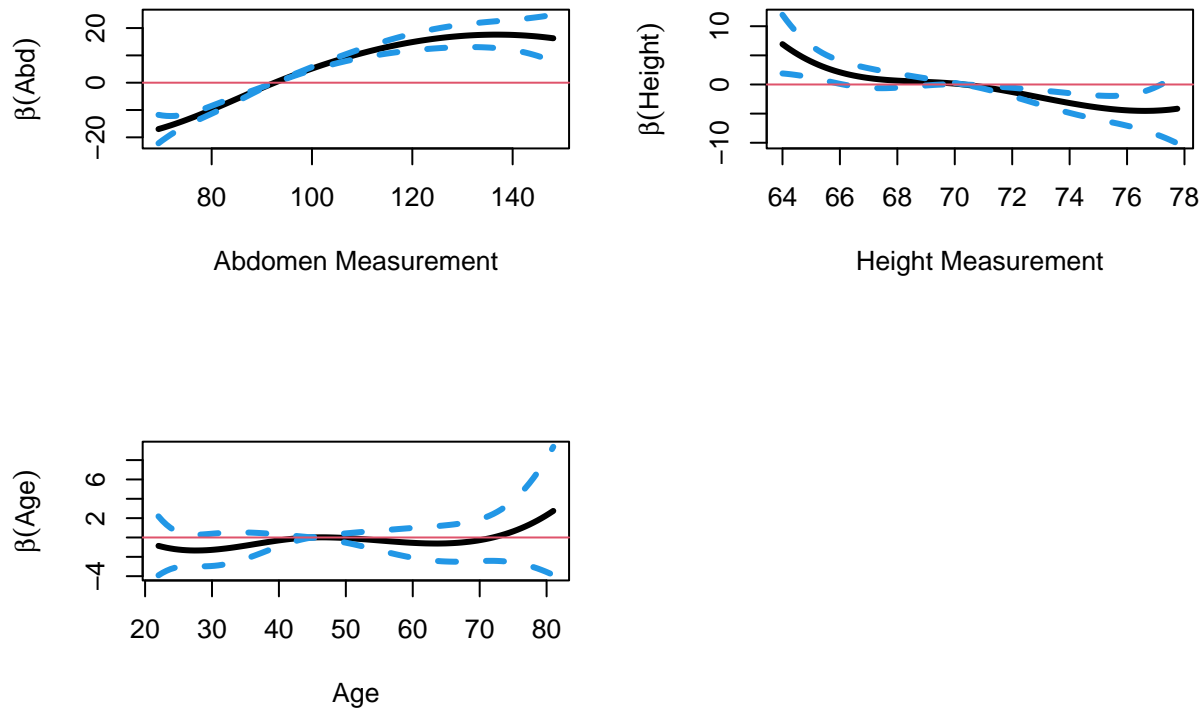 β(Abd)
20
0
−20
80 100 120 140
Abdomen Measurement
β(Height)
10
0
−10
64 66 68 70 72 74 76 78
Height Measurement
β(Age)
6
2
−4
20 30 40 50 60 70 80
Age